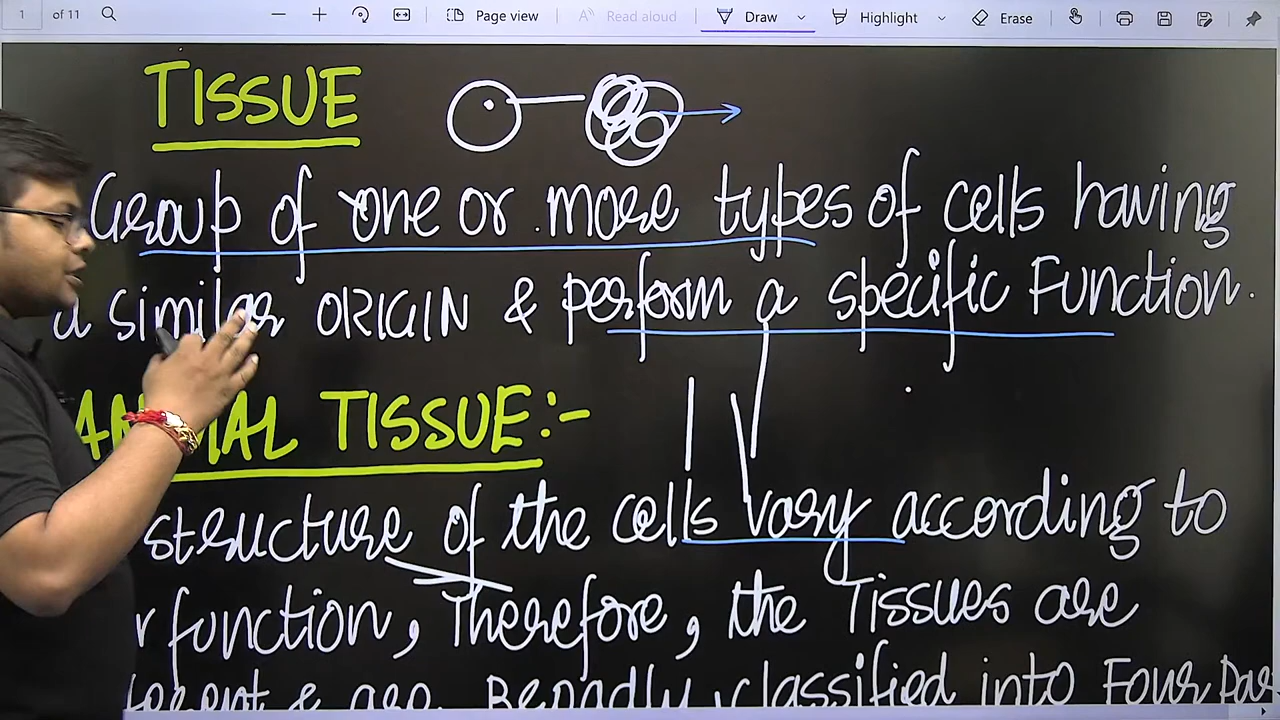 1 of 11 Page view Read aloud Draw Highlight Erase
TISSUE
Group of one or more types of cells having
a similar ORIGIN & perform a specific Function.
ANIMAL TISSUE:-
structure of the cells vary according to
function, Therefore, the Tissues are
& are Broadly classified into Four